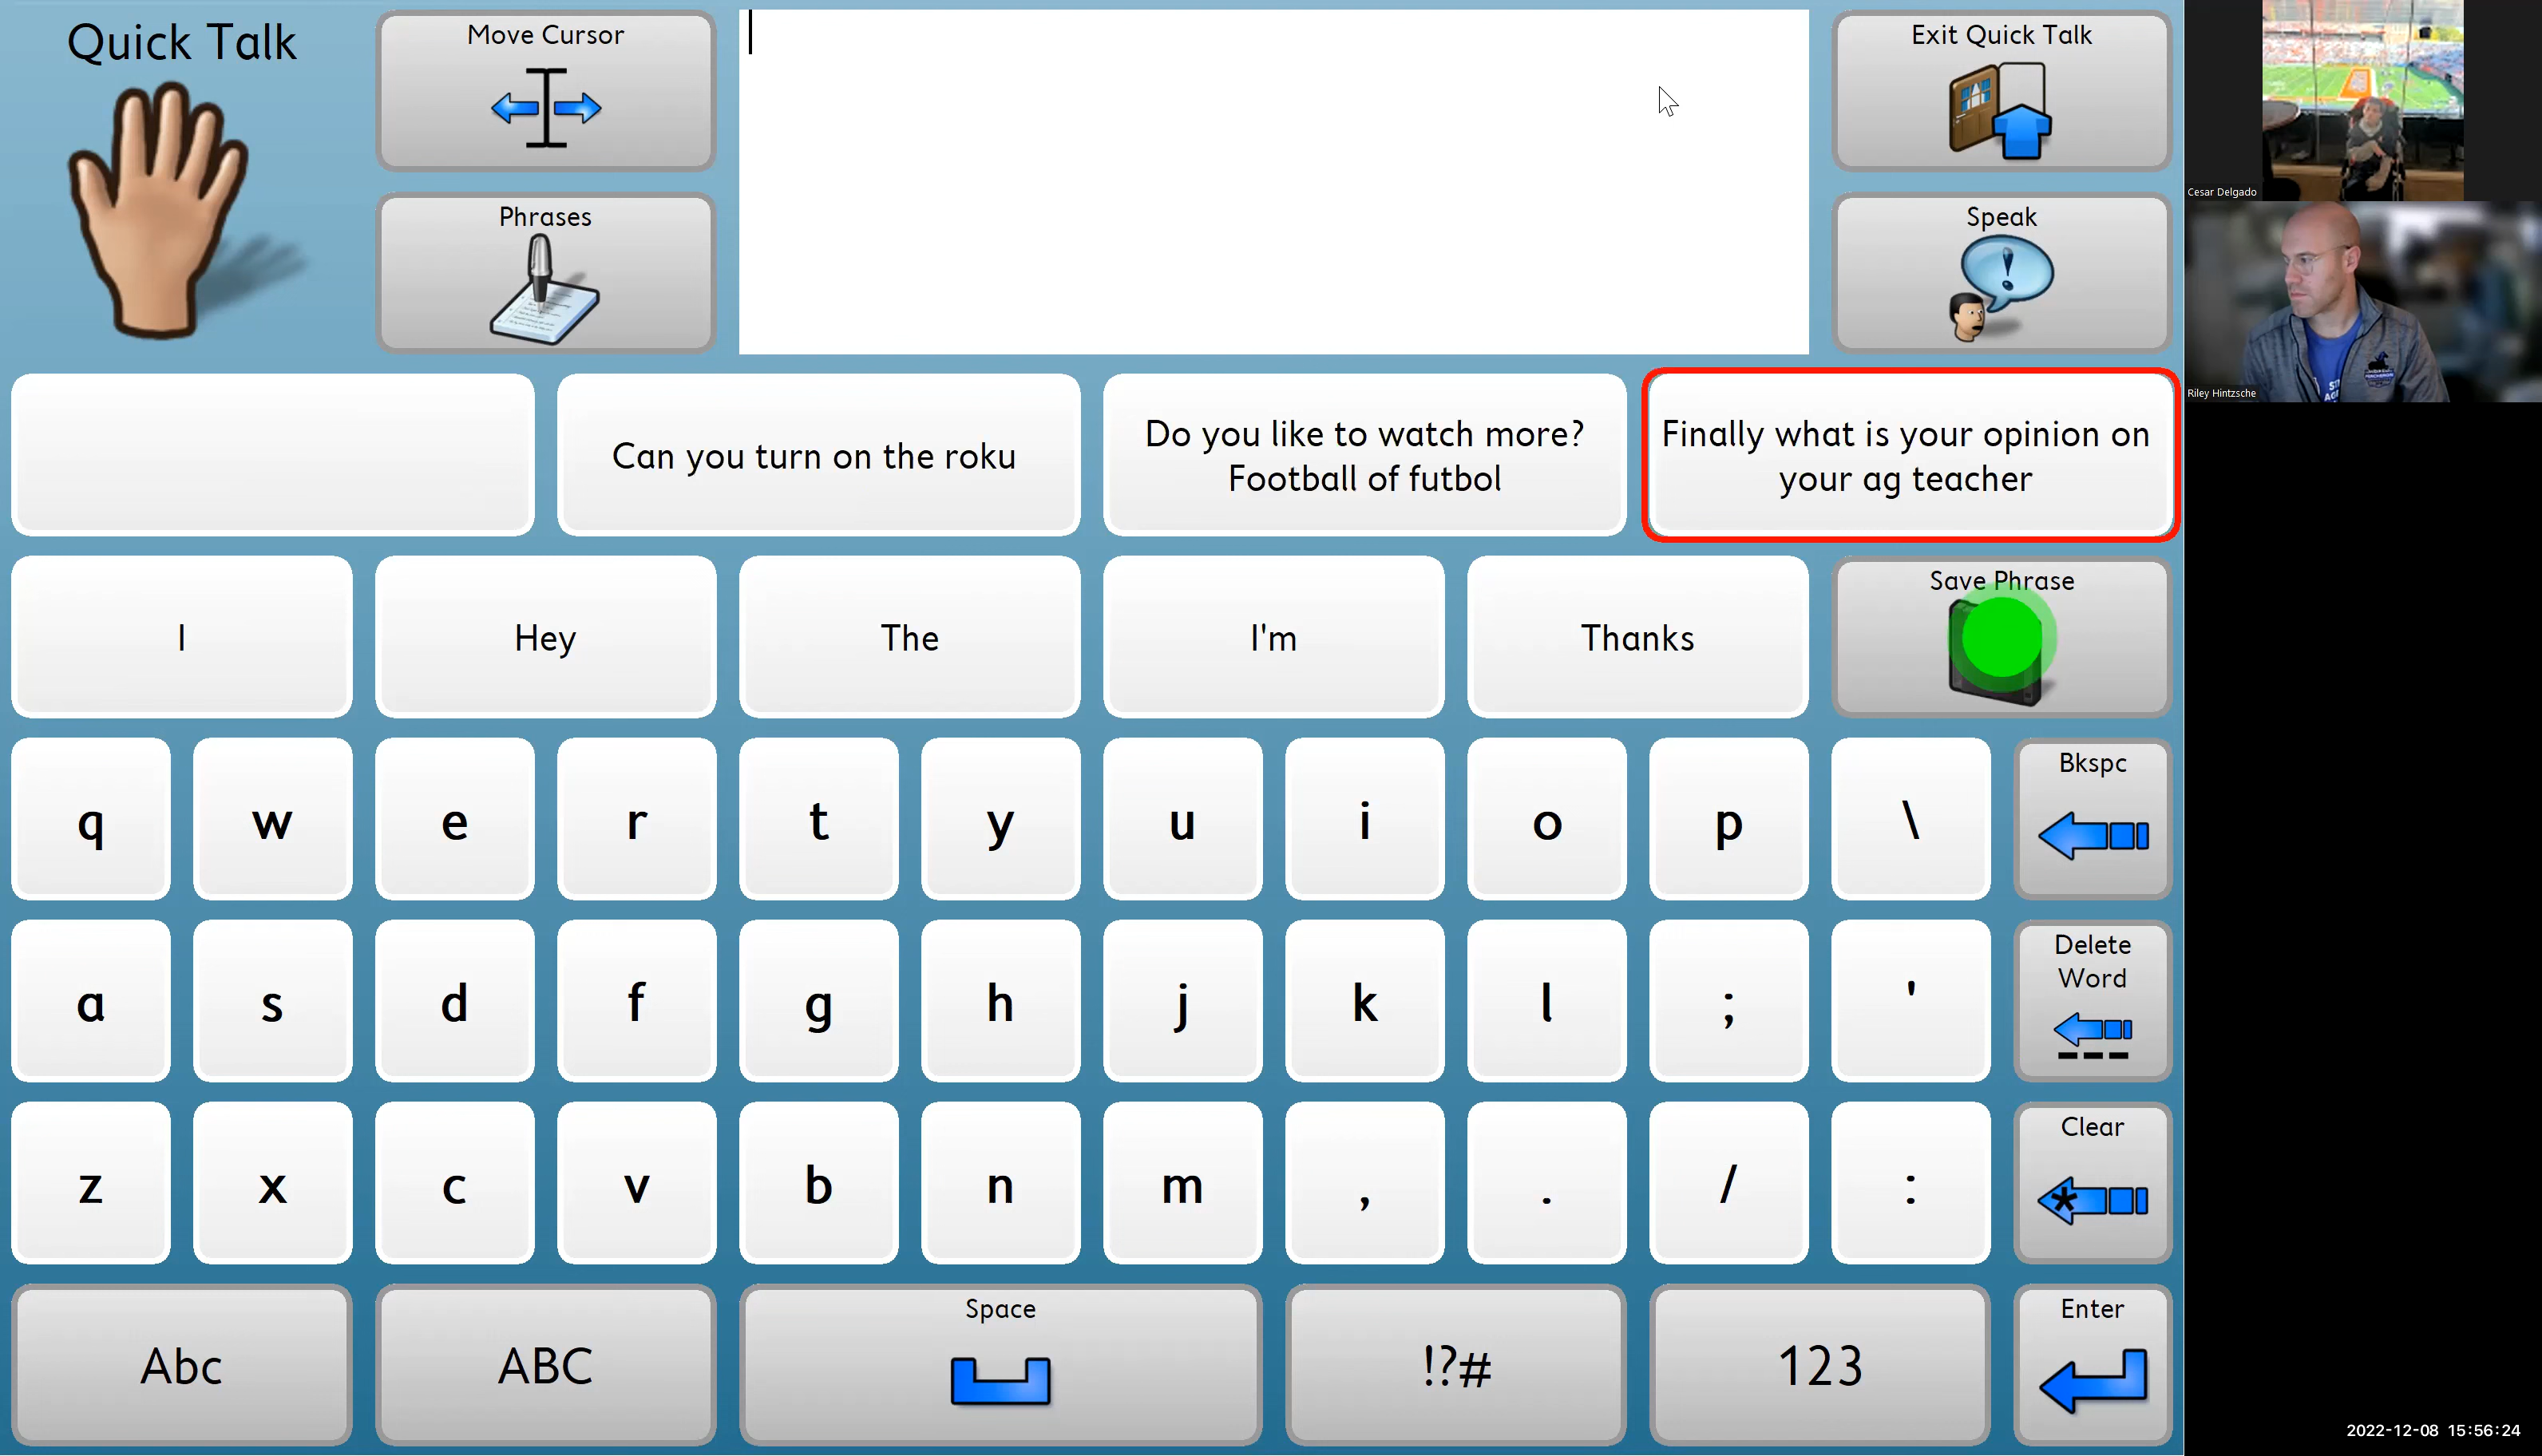 Quick Talk
Move Cursor
Exit Quick Talk
Phrases
Speak
Cesar Delgado
Riley Hintzsche
Can you turn on the roku
Do you like to watch more?
Football of futbol
Finally what is your opinion on
your ag teacher
I
Hey
The
I'm
Thanks
Save Phrase
q w e r t y u i o p \
Bkspc
a s d f g h j k l ; '
Delete
Word
z x c v b n m , . / :
Clear
Abc
ABC
Space
!?#
123
Enter
2022-12-08 15:56:24